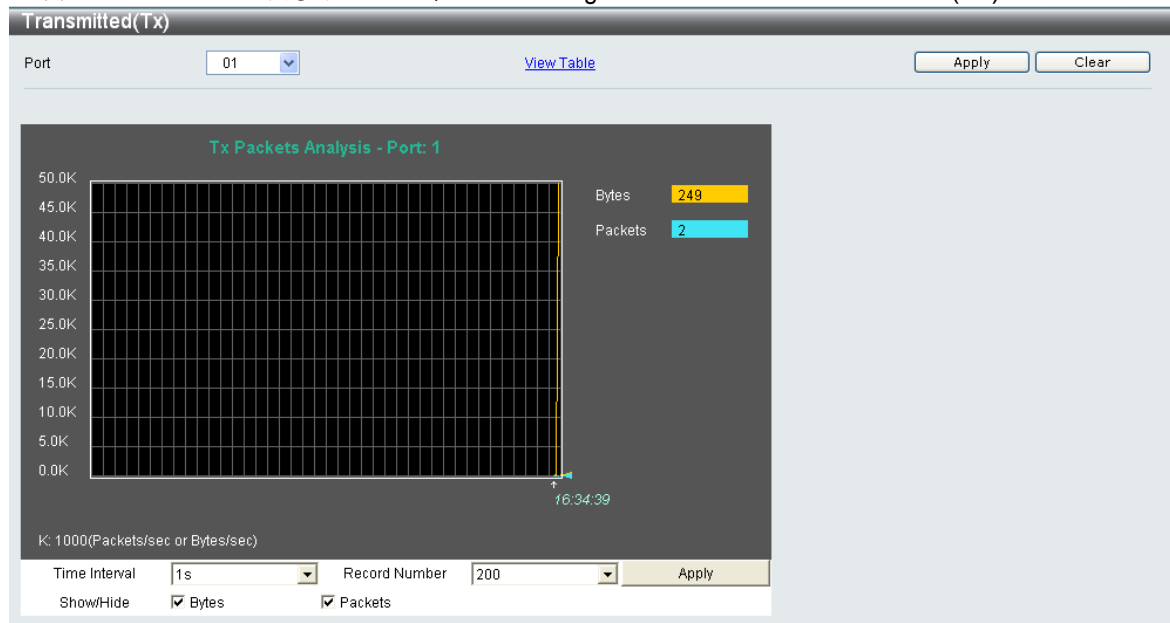 Transmitted(Tx)
Port 01 View Table Apply Clear
Tx Packets Analysis - Port: 1
50.0K
45.0K
40.0K
35.0K
30.0K
25.0K
20.0K
15.0K
10.0K
5.0K
0.0K
Bytes 249
Packets 2
16:34:39
K: 1000(Packets/sec or Bytes/sec)
Time Interval 1s Record Number 200 Apply
Show/Hide Bytes Packets